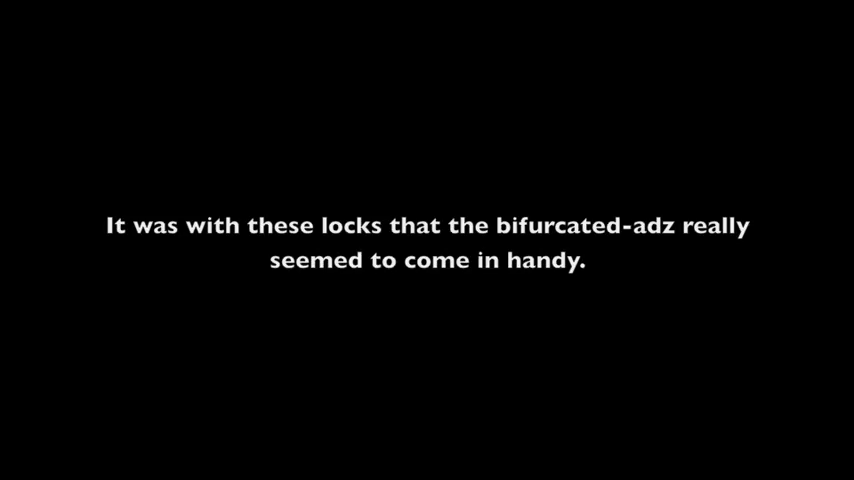 It was with these locks that the bifurcated-adz really
seemed to come in handy.